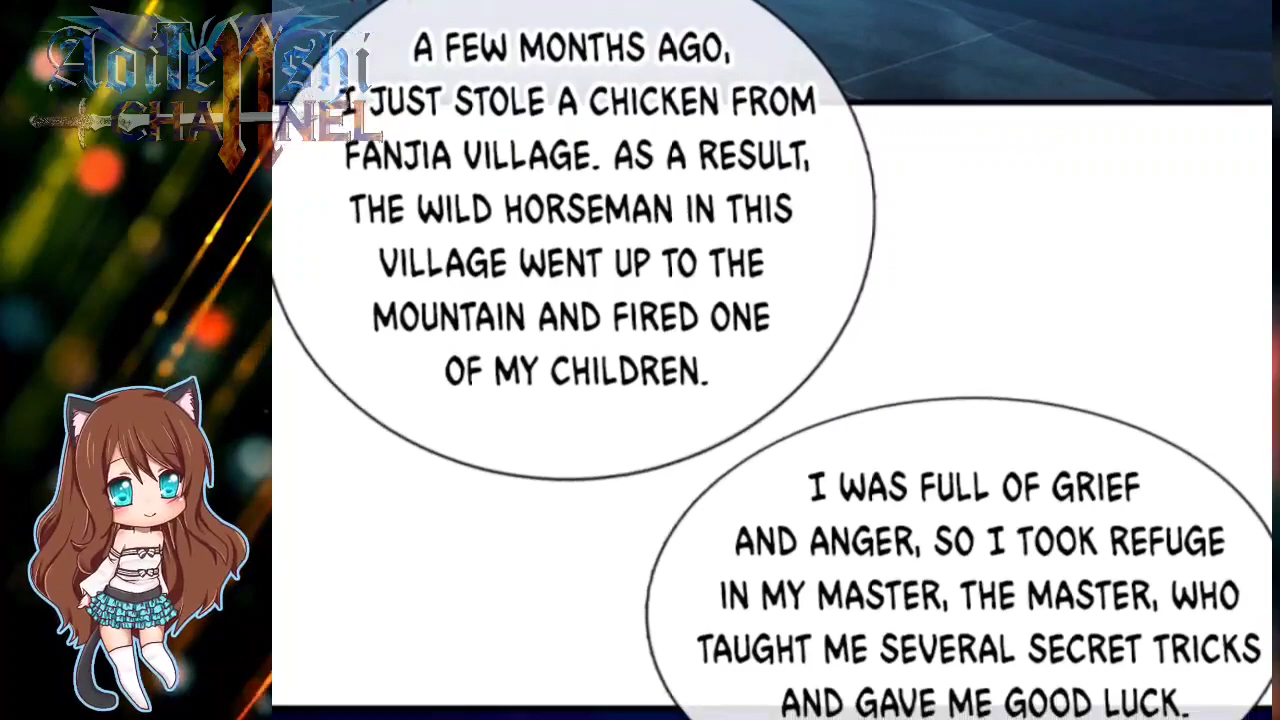 AoiTenshi
CHANNEL
A FEW MONTHS AGO,
I JUST STOLE A CHICKEN FROM
FANJIA VILLAGE. AS A RESULT,
THE WILD HORSEMAN IN THIS
VILLAGE WENT UP TO THE
MOUNTAIN AND FIRED ONE
OF MY CHILDREN.
I WAS FULL OF GRIEF
AND ANGER, SO I TOOK REFUGE
IN MY MASTER, THE MASTER, WHO
TAUGHT ME SEVERAL SECRET TRICKS
AND GAVE ME GOOD LUCK.